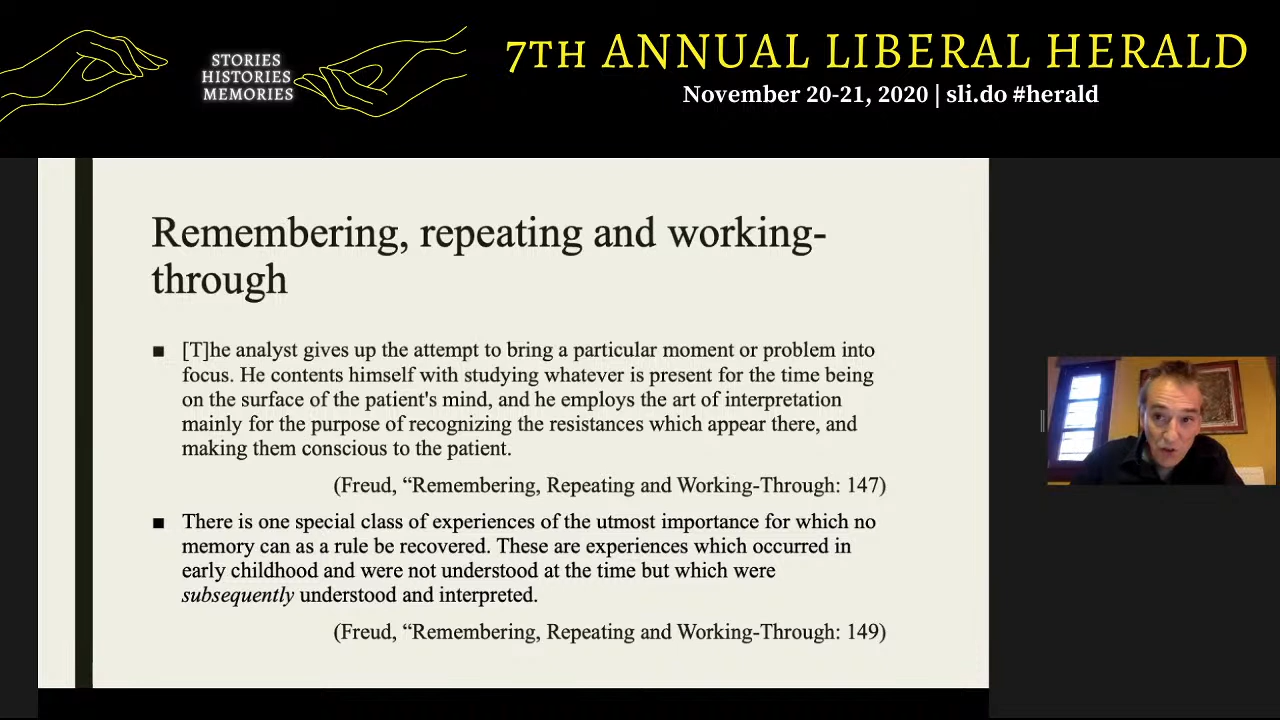 STORIES
HISTORIES
MEMORIES
7TH ANNUAL LIBERAL HERALD
November 20-21, 2020 | sli.do #herald
Remembering, repeating and working-
through
■ [T]he analyst gives up the attempt to bring a particular moment or problem into
focus. He contents himself with studying whatever is present for the time being
on the surface of the patient's mind, and he employs the art of interpretation
mainly for the purpose of recognizing the resistances which appear there, and
making them conscious to the patient.
(Freud, “Remembering, Repeating and Working-Through: 147)
■ There is one special class of experiences of the utmost importance for which no
memory can as a rule be recovered. These are experiences which occurred in
early childhood and were not understood at the time but which were
subsequently understood and interpreted.
(Freud, “Remembering, Repeating and Working-Through: 149)